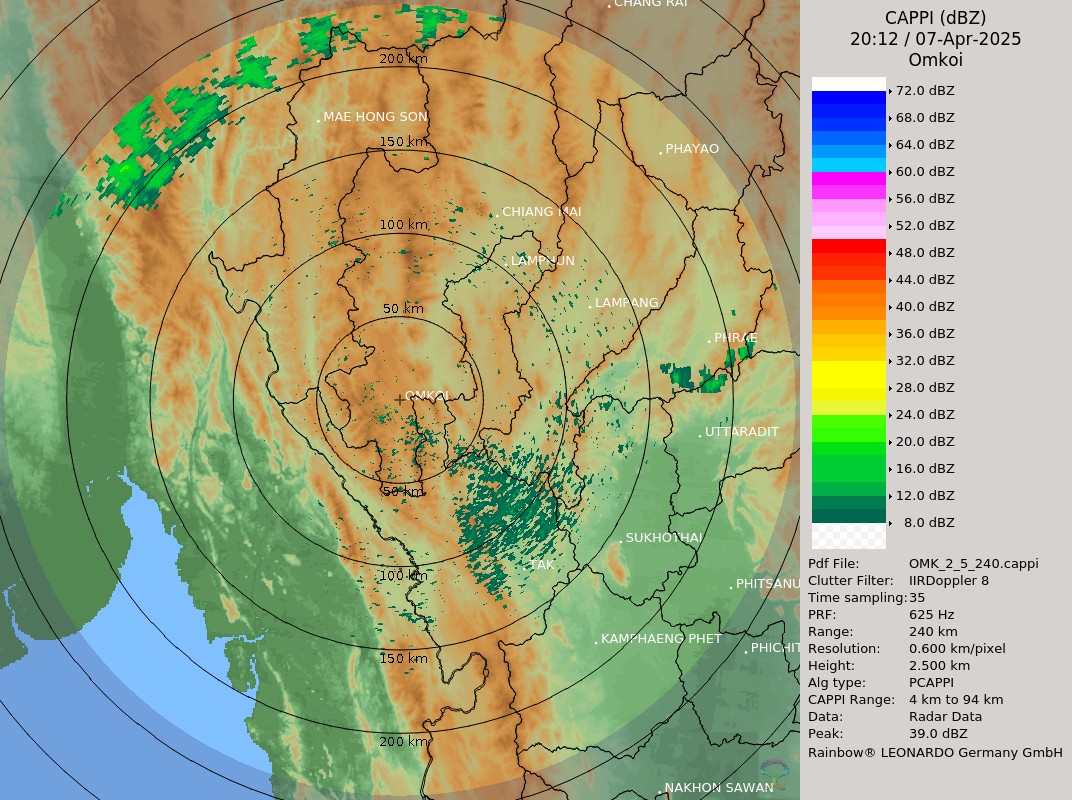 CHANG RAI
200 km
MAE HONG SON
150 km
PHAYAO
CHIANG MAI
100 km
LAMPHUN
50 km
LAMPANG
PHRAE
OMKOI
UTTARADIT
50 km
SUKHOTHAI
TAK
100 km
PHITSANU
KAMPHAENG PHET
PHICHIT
150 km
200 km
NAKHON SAWAN
CAPPI (dBZ)
20:12 / 07-Apr-2025
Omkoi
72.0 dBZ
68.0 dBZ
64.0 dBZ
60.0 dBZ
56.0 dBZ
52.0 dBZ
48.0 dBZ
44.0 dBZ
40.0 dBZ
36.0 dBZ
32.0 dBZ
28.0 dBZ
24.0 dBZ
20.0 dBZ
16.0 dBZ
12.0 dBZ
8.0 dBZ
Pdf File: OMK_2_5_240.cappi
Clutter Filter: IIRDoppler 8
Time sampling: 35
PRF: 625 Hz
Range: 240 km
Resolution: 0.600 km/pixel
Height: 2.500 km
Alg type: PCAPPI
CAPPI Range: 4 km to 94 km
Data: Radar Data
Peak: 39.0 dBZ
Rainbow® LEONARDO Germany GmbH